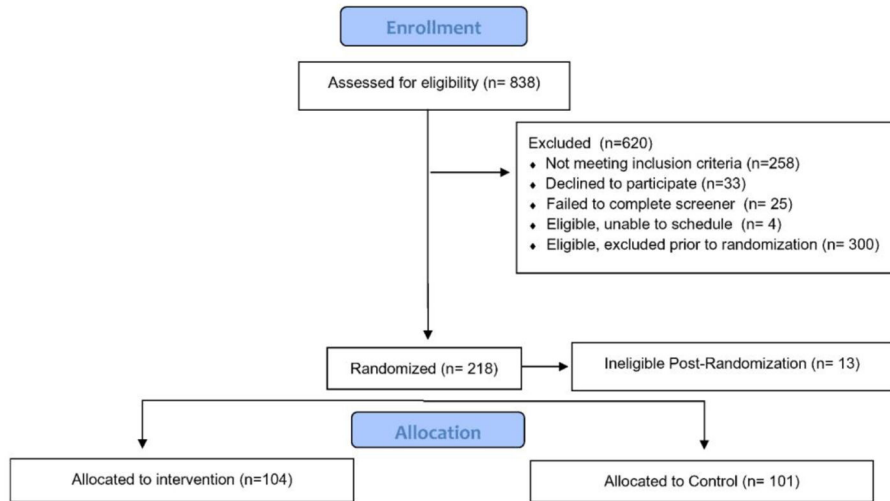 Enrollment
Assessed for eligibility (n= 838)
Excluded (n=620)
♦ Not meeting inclusion criteria (n=258)
♦ Declined to participate (n=33)
♦ Failed to complete screener (n= 25)
♦ Eligible, unable to schedule (n= 4)
♦ Eligible, excluded prior to randomization (n= 300)
Randomized (n= 218)
Ineligible Post-Randomization (n= 13)
Allocation
Allocated to intervention (n=104)
Allocated to Control (n= 101)